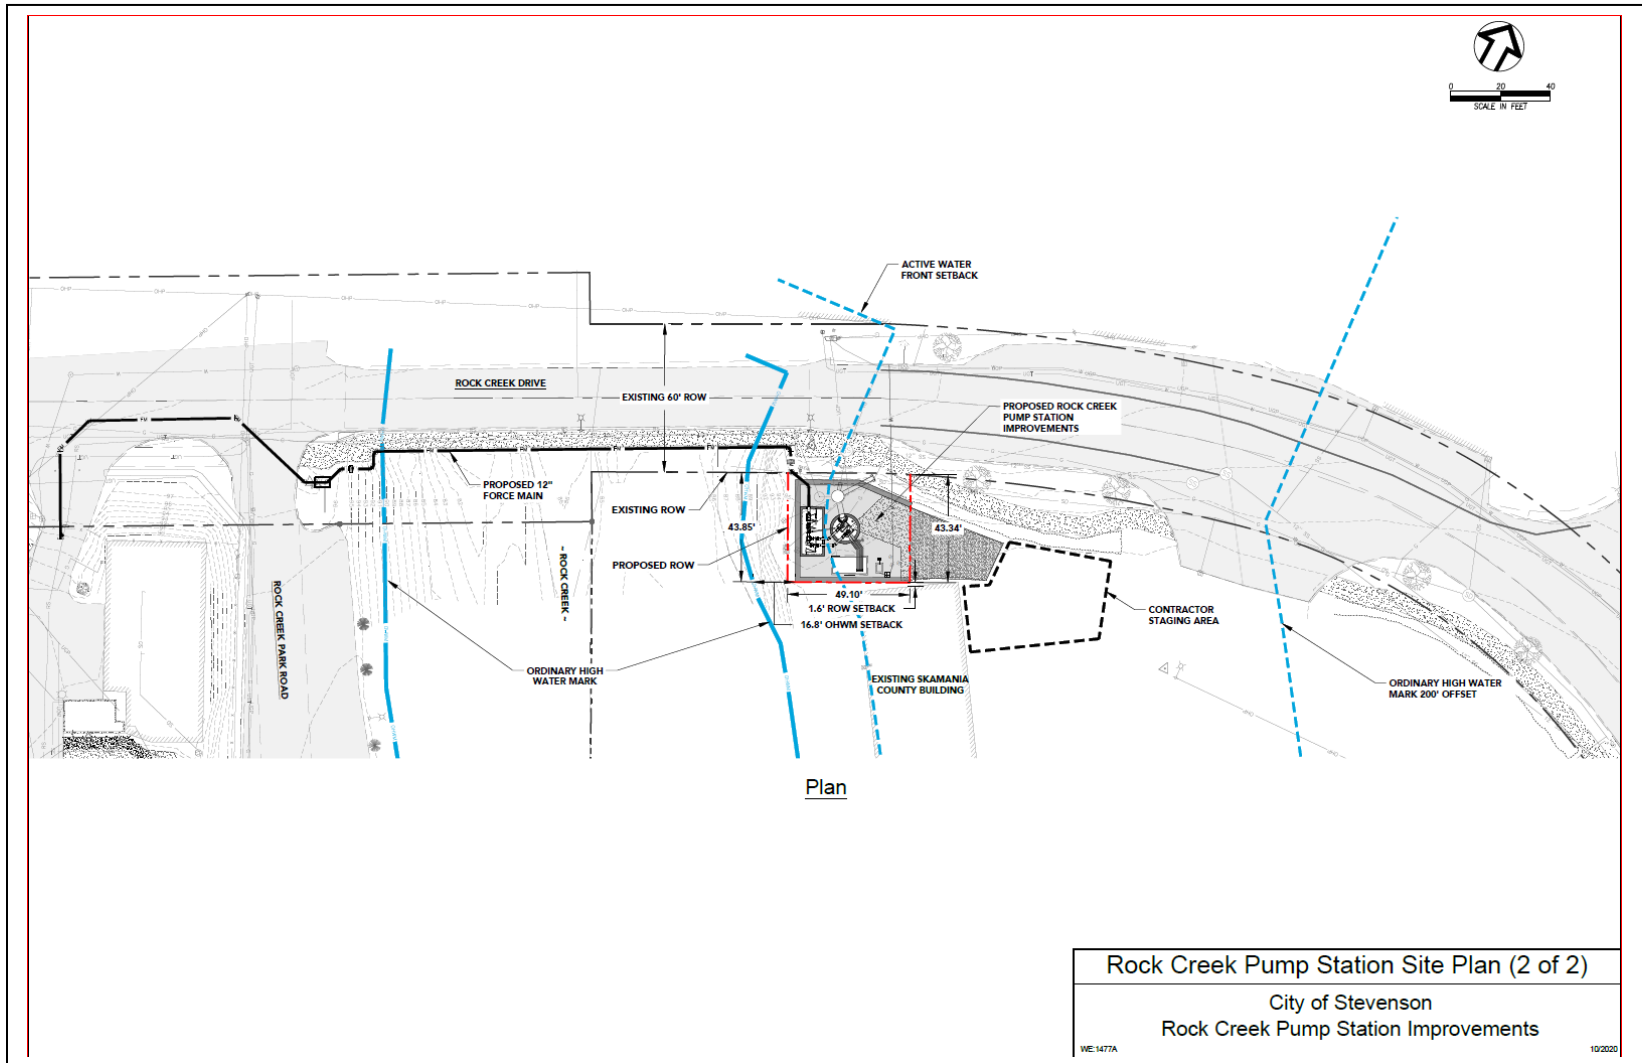 0 20 40
SCALE IN FEET
ACTIVE WATER
FRONT SETBACK
ROCK CREEK DRIVE
EXISTING 60' ROW
PROPOSED ROCK CREEK
PUMP STATION
IMPROVEMENTS
PROPOSED 12"
FORCE MAIN
EXISTING ROW
43.85'
43.34'
PROPOSED ROW
~ ROCK CREEK ~
ROCK CREEK PARK ROAD
49.10'
1.6' ROW SETBACK
16.8' OHWM SETBACK
CONTRACTOR
STAGING AREA
ORDINARY HIGH
WATER MARK
EXISTING SKAMANIA
COUNTY BUILDING
ORDINARY HIGH WATER
MARK 200' OFFSET
Plan
Rock Creek Pump Station Site Plan (2 of 2)
City of Stevenson
Rock Creek Pump Station Improvements
WE:1477A 10/2020